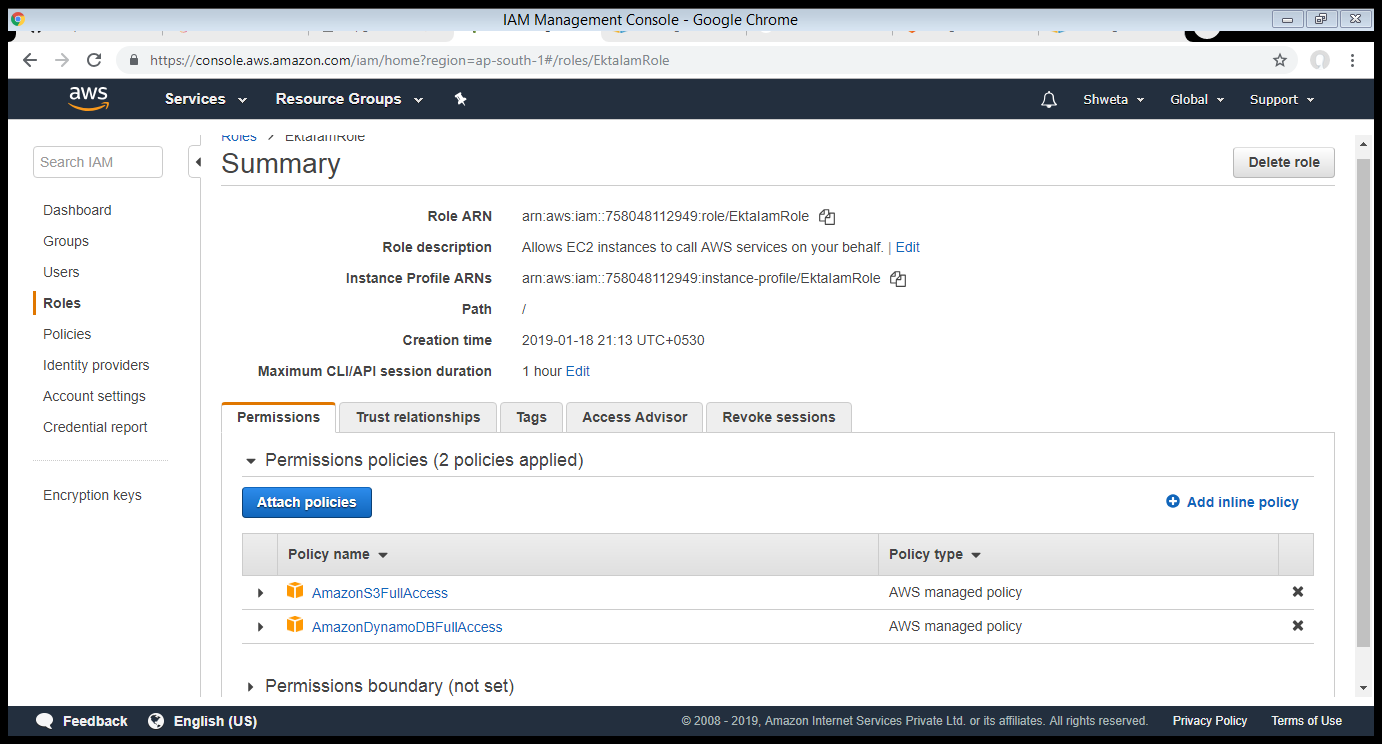 IAM Management Console - Google Chrome
https://console.aws.amazon.com/iam/home?region=ap-south-1#/roles/EktaIamRole
aws Services Resource Groups Shweta Global Support
Roles > EktaIamRole
Search IAM
Summary Delete role
Dashboard
Groups
Users
Roles
Policies
Identity providers
Account settings
Credential report
Encryption keys
Role ARN arn:aws:iam::758048112949:role/EktaIamRole
Role description Allows EC2 instances to call AWS services on your behalf. | Edit
Instance Profile ARNs arn:aws:iam::758048112949:instance-profile/EktaIamRole
Path /
Creation time 2019-01-18 21:13 UTC+0530
Maximum CLI/API session duration 1 hour Edit
Permissions Trust relationships Tags Access Advisor Revoke sessions
Permissions policies (2 policies applied)
Attach policies Add inline policy
Policy name Policy type
AmazonS3FullAccess AWS managed policy
AmazonDynamoDBFullAccess AWS managed policy
Permissions boundary (not set)
Feedback English (US) © 2008 - 2019, Amazon Internet Services Private Ltd. or its affiliates. All rights reserved. Privacy Policy Terms of Use